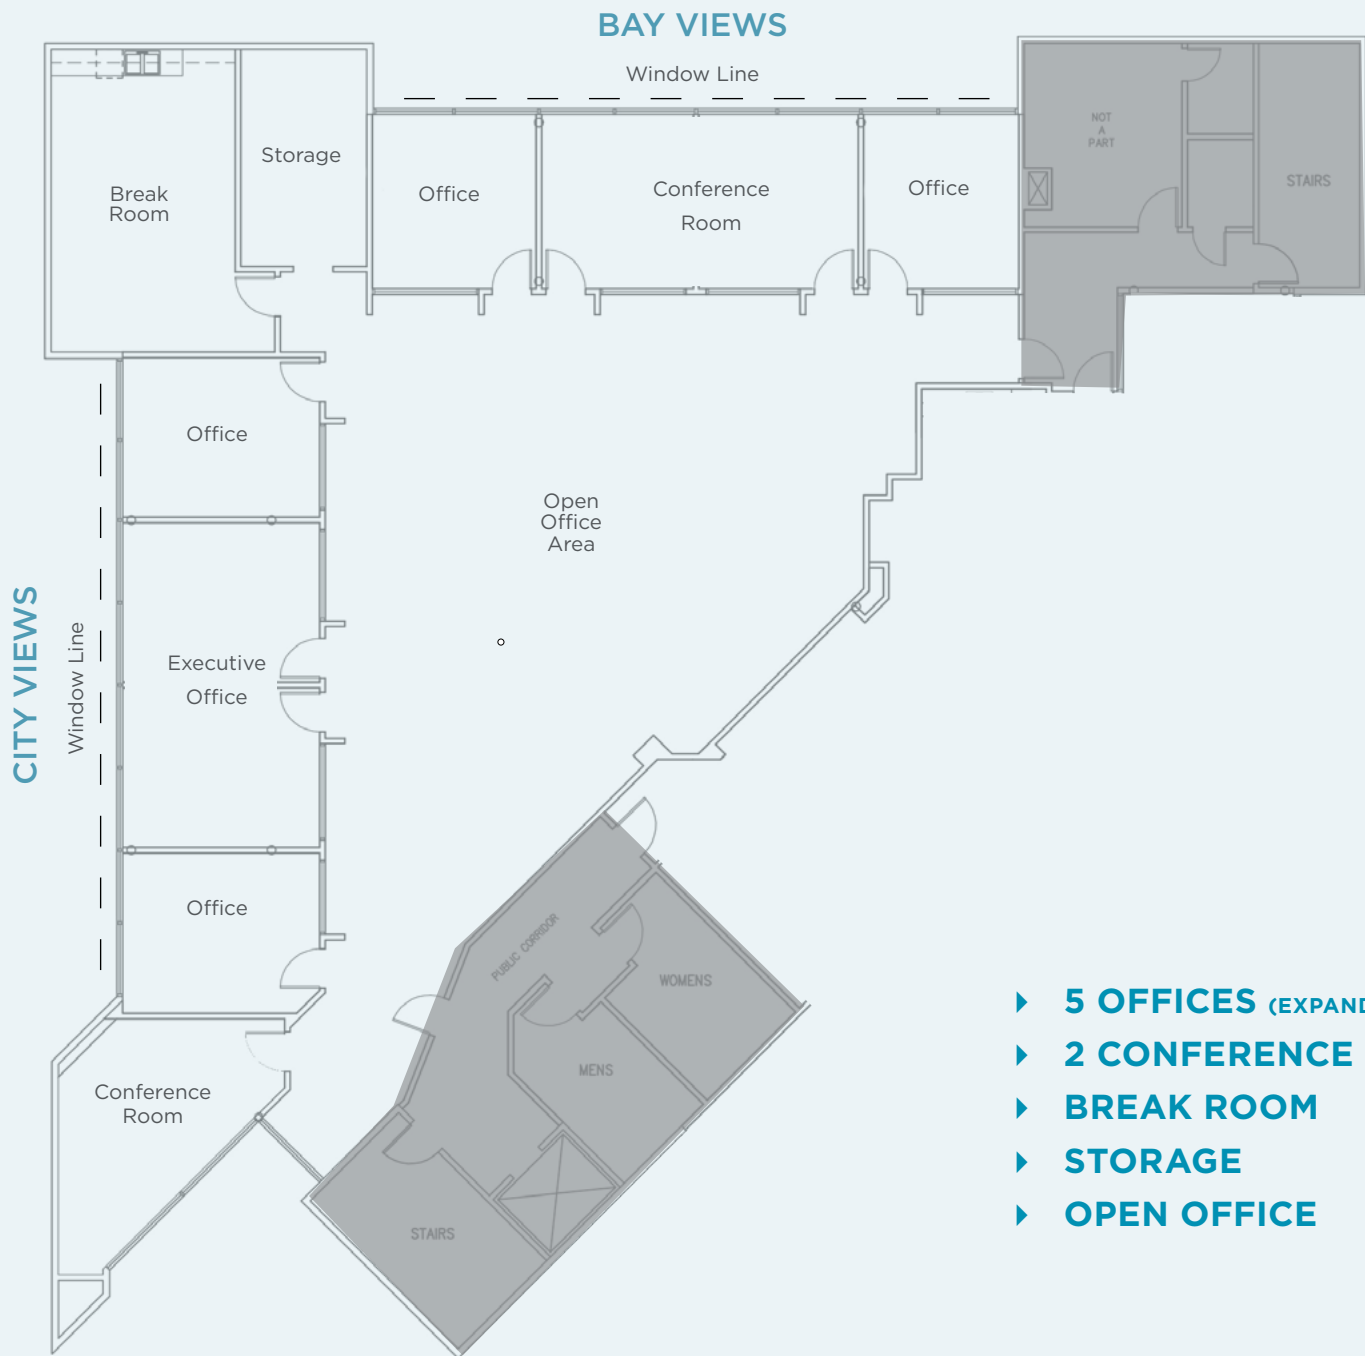 BAY VIEWS
Window Line
Storage
Break
Room
Office
Conference
Room
Office
NOT
A
PART
STAIRS
Office
Open
Office
Area
CITY VIEWS
Window Line
Executive
Office
Office
PUBLIC CORRIDOR
WOMENS
MENS
Conference
Room
STAIRS
5 OFFICES (EXPAND
2 CONFERENCE
BREAK ROOM
STORAGE
OPEN OFFICE